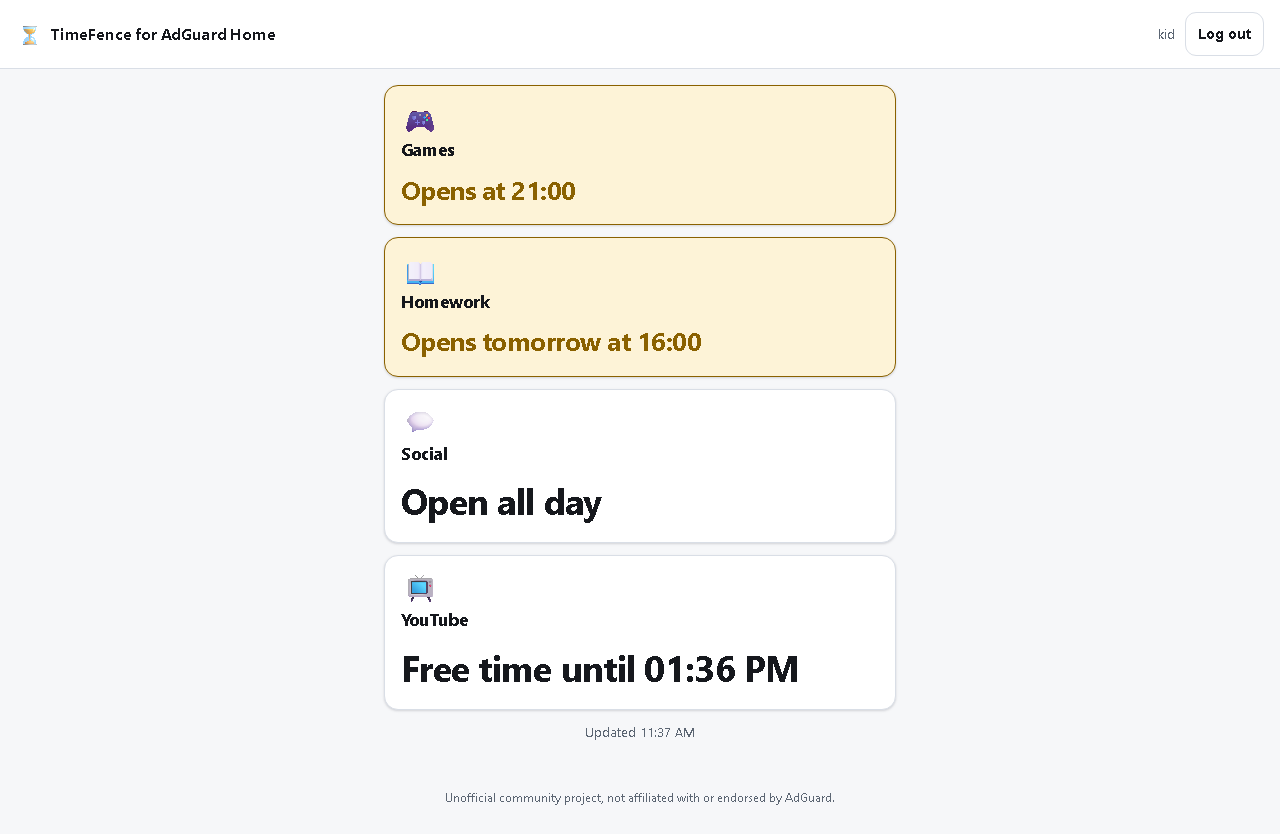 TimeFence for AdGuard Home
kid
Log out
Games
Opens at 21:00
Homework
Opens tomorrow at 16:00
Social
Open all day
YouTube
Free time until 01:36 PM
Updated 11:37 AM
Unofficial community project, not affiliated with or endorsed by AdGuard.